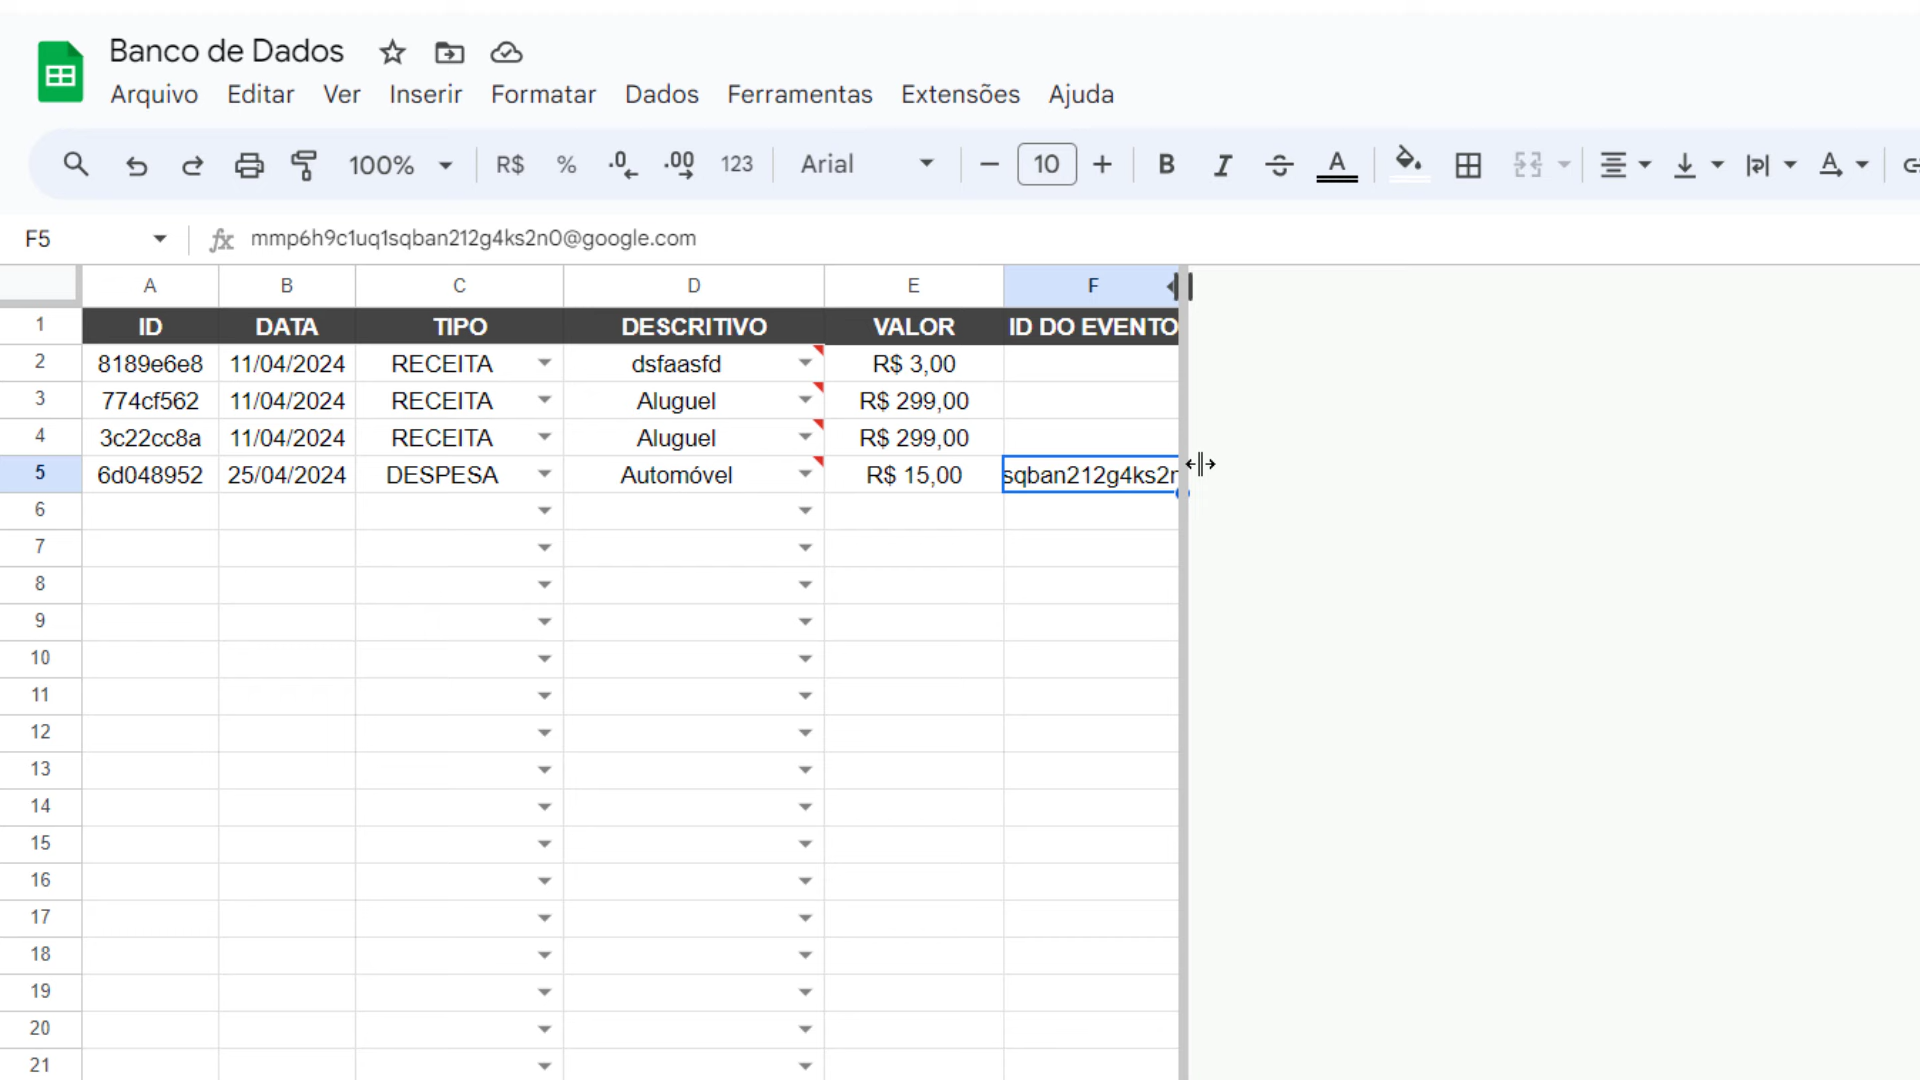 Banco de Dados
Arquivo Editar Ver Inserir Formatar Dados Ferramentas Extensões Ajuda
100% R$ % .0 .00 123 Arial 10 B I A
F5 fx mmp6h9c1uq1sqban212g4ks2n0@google.com
A B C D E F
1 ID DATA TIPO DESCRITIVO VALOR ID DO EVENTO
2 8189e6e8 11/04/2024 RECEITA dsfaasfd R$ 3,00
3 774cf562 11/04/2024 RECEITA Aluguel R$ 299,00
4 3c22cc8a 11/04/2024 RECEITA Aluguel R$ 299,00
5 6d048952 25/04/2024 DESPESA Automóvel R$ 15,00 sqban212g4ks2n
6
7
8
9
10
11
12
13
14
15
16
17
18
19
20
21